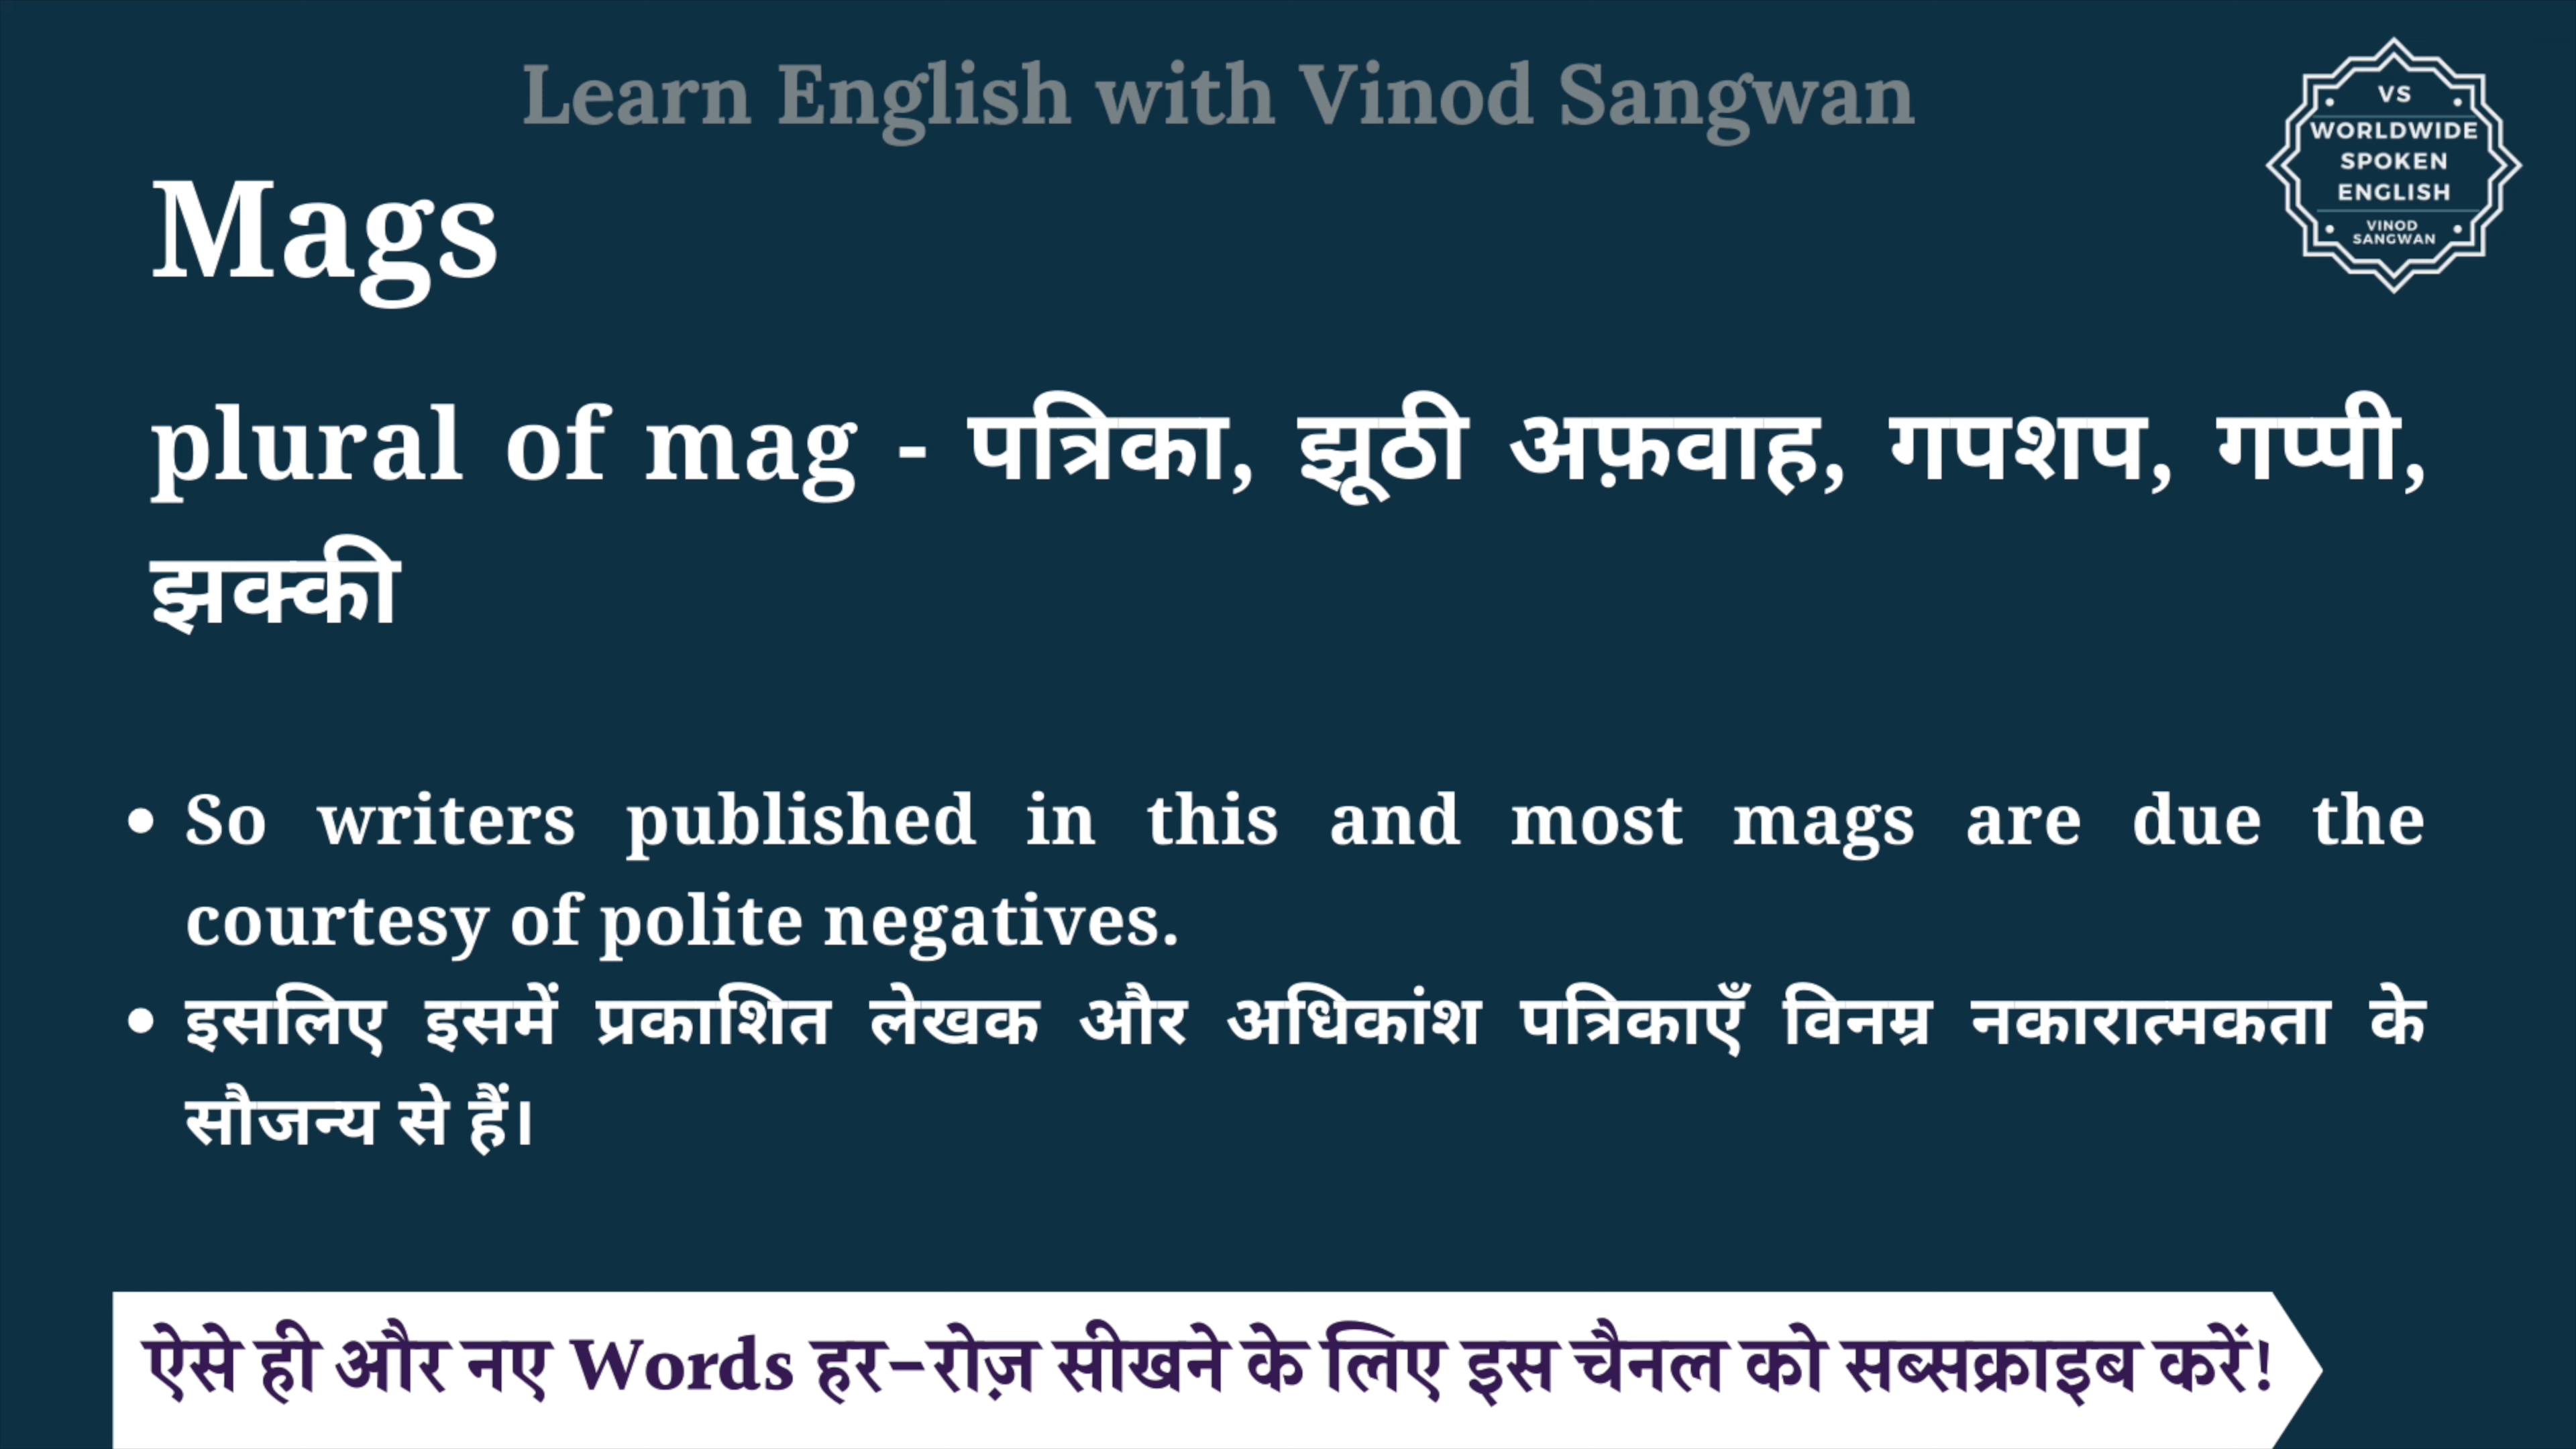 Learn English with Vinod Sangwan
VS
WORLDWIDE
SPOKEN
ENGLISH
VINOD
SANGWAN
Mags
plural of mag - पत्रिका, झूठी अफ़वाह, गपशप, गप्पी,
झक्की
• So writers published in this and most mags are due the
courtesy of polite negatives.
• इसलिए इसमें प्रकाशित लेखक और अधिकांश पत्रिकाएँ विनम्र नकारात्मकता के
सौजन्य से हैं।
ऐसे ही और नए Words हर-रोज़ सीखने के लिए इस चैनल को सब्सक्राइब करें!